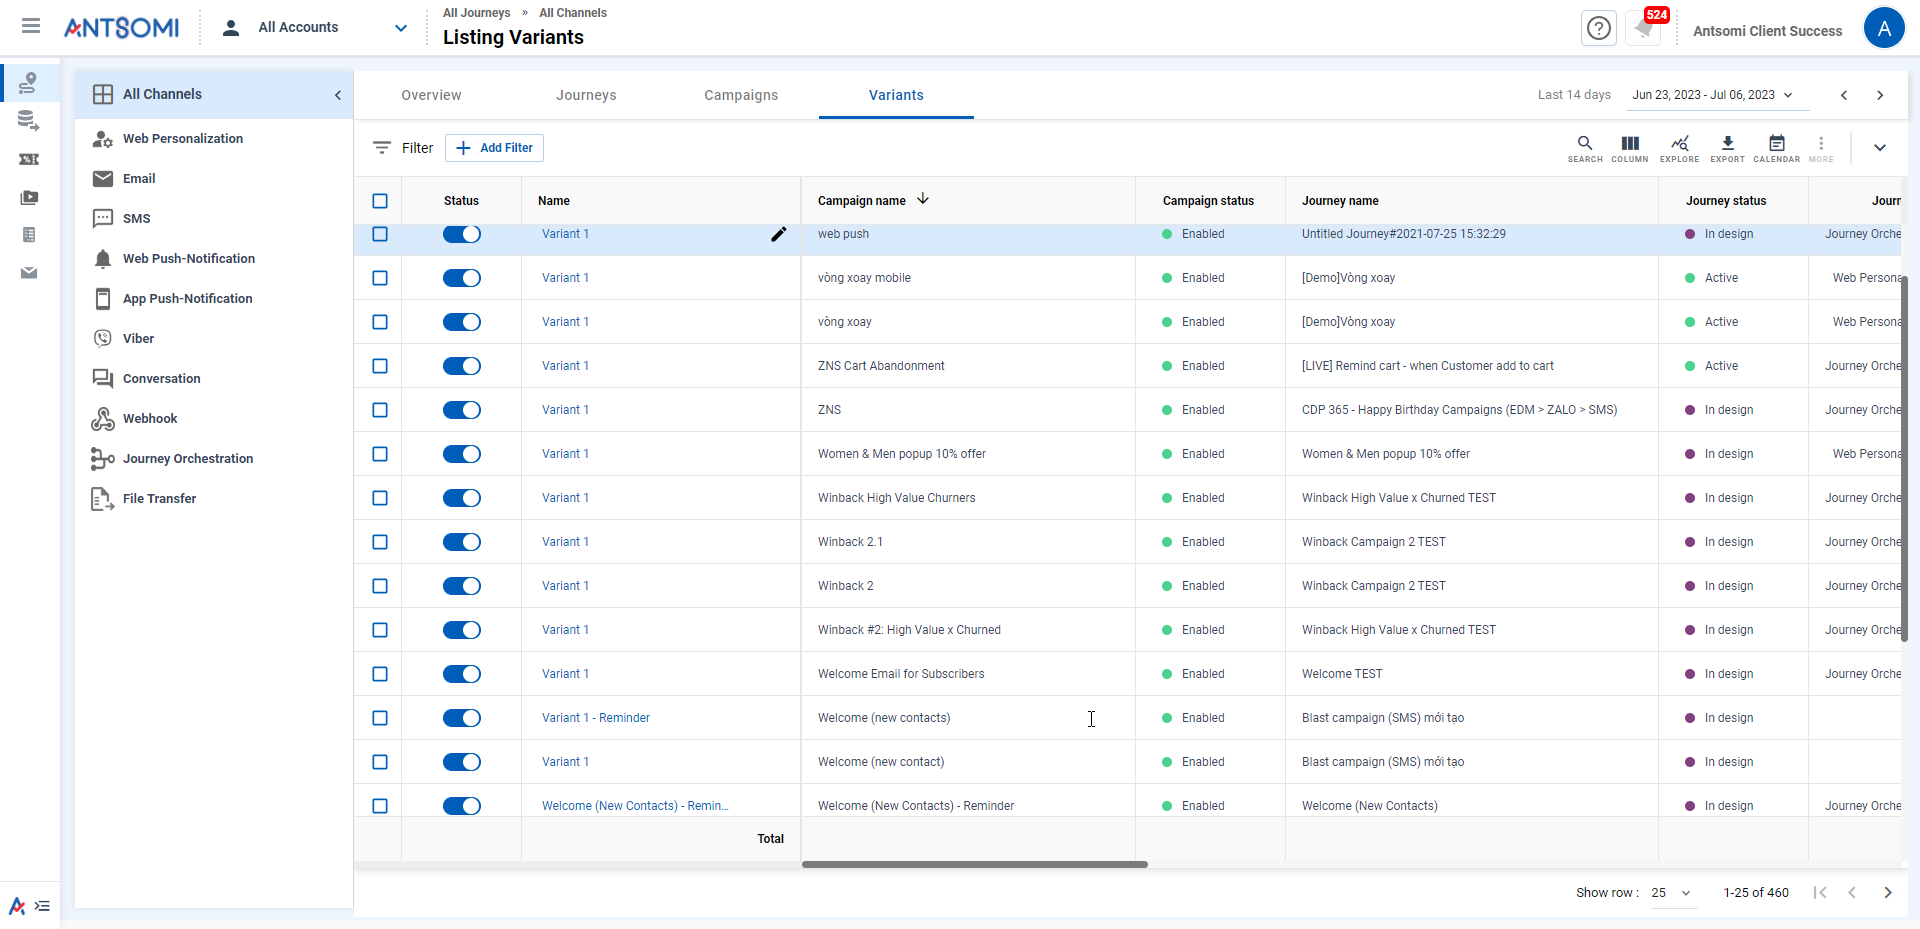 ANTSOMI
All Accounts
All Journeys » All Channels
Listing Variants
524
Antsomi Client Success
A
All Channels
Web Personalization
Email
SMS
Web Push-Notification
App Push-Notification
Viber
Conversation
Webhook
Journey Orchestration
File Transfer
Overview Journeys Campaigns Variants
Last 14 days Jun 23, 2023 - Jul 06, 2023
Filter Add Filter
SEARCH COLUMN EXPLORE EXPORT CALENDAR MORE
Status Name Campaign name Campaign status Journey name Journey status Journ
Variant 1 web push Enabled Untitled Journey#2021-07-25 15:32:29 In design Journey Orche
Variant 1 vòng xoay mobile Enabled [Demo]Vòng xoay Active Web Persona
Variant 1 vòng xoay Enabled [Demo]Vòng xoay Active Web Persona
Variant 1 ZNS Cart Abandonment Enabled [LIVE] Remind cart - when Customer add to cart Active Journey Orche
Variant 1 ZNS Enabled CDP 365 - Happy Birthday Campaigns (EDM > ZALO > SMS) In design Journey Orche
Variant 1 Women & Men popup 10% offer Enabled Women & Men popup 10% offer In design Web Persona
Variant 1 Winback High Value Churners Enabled Winback High Value x Churned TEST In design Journey Orche
Variant 1 Winback 2.1 Enabled Winback Campaign 2 TEST In design Journey Orche
Variant 1 Winback 2 Enabled Winback Campaign 2 TEST In design Journey Orche
Variant 1 Winback #2: High Value x Churned Enabled Winback High Value x Churned TEST In design Journey Orche
Variant 1 Welcome Email for Subscribers Enabled Welcome TEST In design Journey Orche
Variant 1 - Reminder Welcome (new contacts) Enabled Blast campaign (SMS) mới tạo In design
Variant 1 Welcome (new contact) Enabled Blast campaign (SMS) mới tạo In design
Welcome (New Contacts) - Remin... Welcome (New Contacts) - Reminder Enabled Welcome (New Contacts) In design Journey Orche
Total
Show row : 25 1-25 of 460